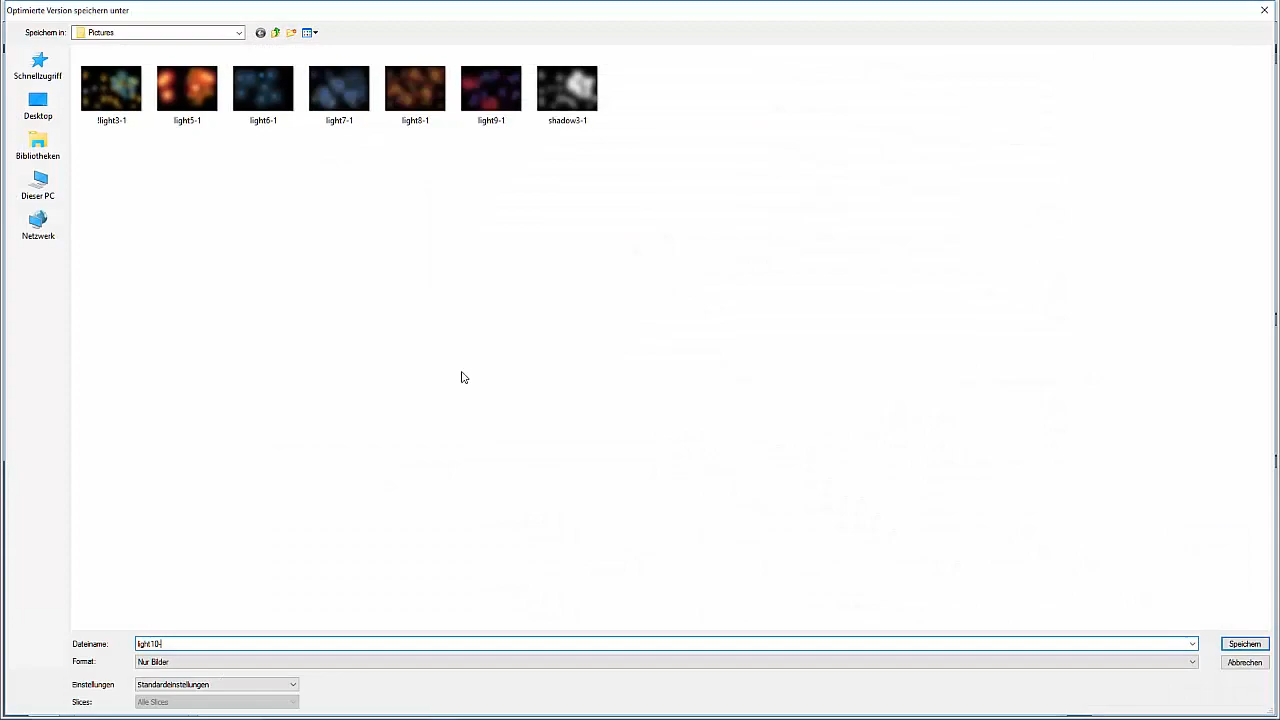 Optimierte Version speichern unter
Speichern in: Pictures
Schnellzugriff
Desktop
Bibliotheken
Dieser PC
Netzwerk
!light3-1 light5-1 light6-1 light7-1 light8-1 light9-1 shadow3-1
Dateiname: light10- Speichern
Format: Nur Bilder Abbrechen
Einstellungen Standardeinstellungen
Slices: Alle Slices